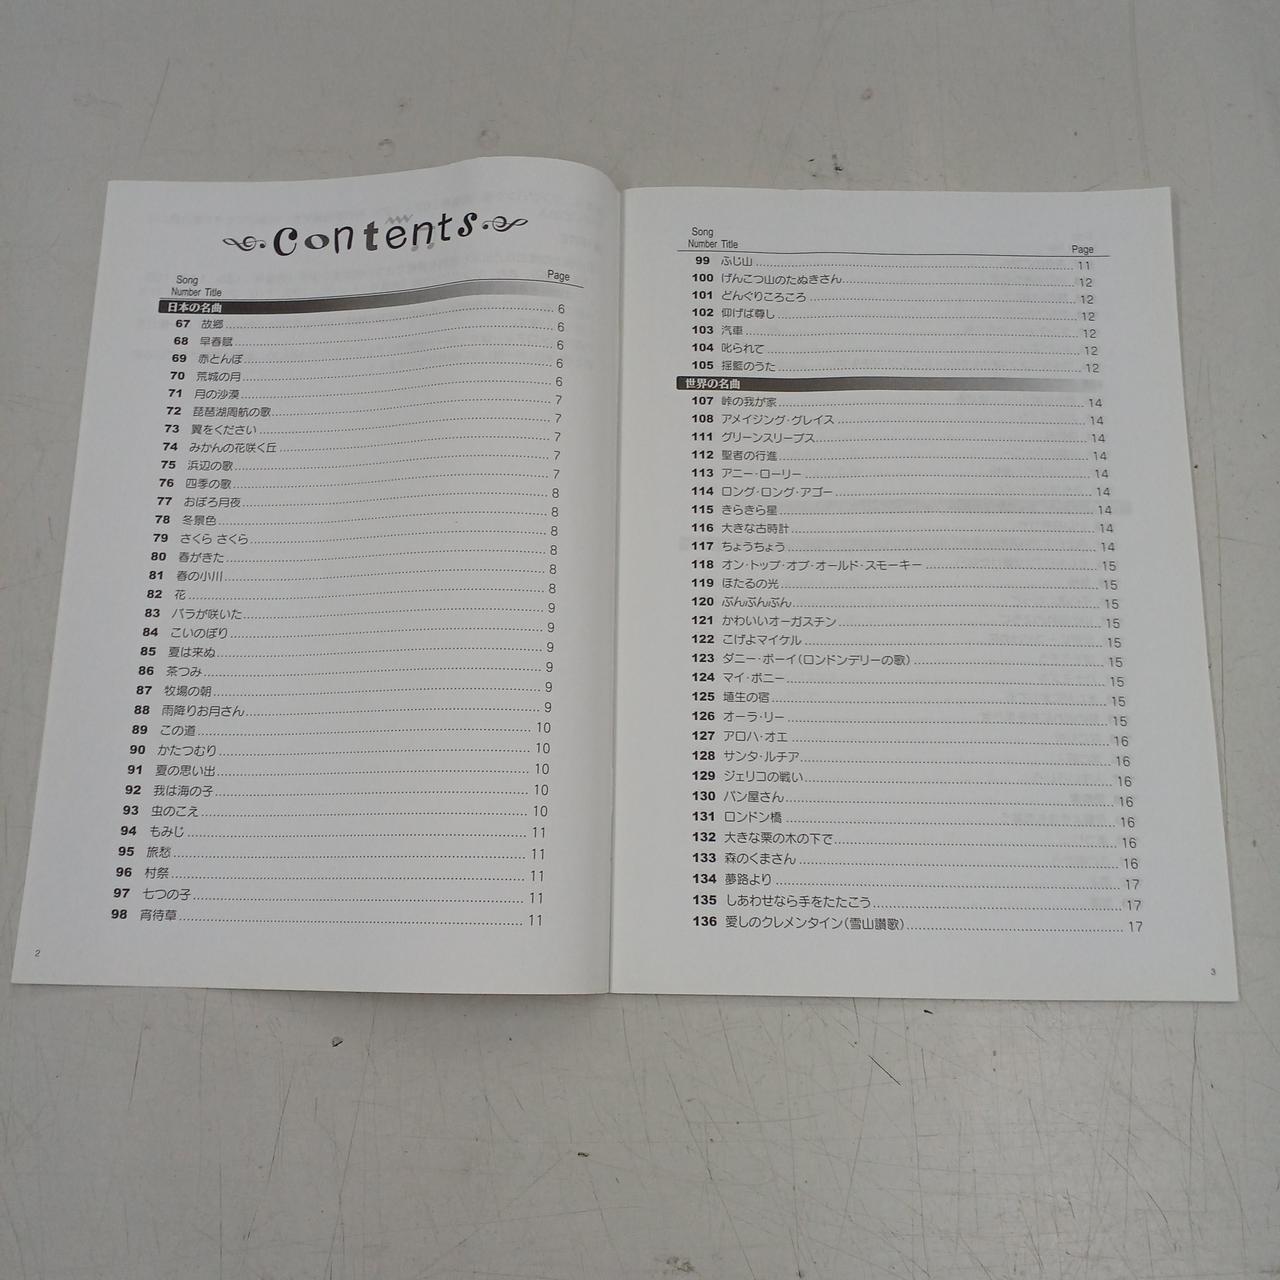 Contents
Song
Number Title Page
日本の名曲
67 故郷 6
68 早春賦 6
69 赤とんぼ 6
70 荒城の月 6
71 月の沙漠 6
72 琵琶湖周航の歌 7
73 翼をください 7
74 みかんの花咲く丘 7
75 浜辺の歌 7
76 四季の歌 7
77 おぼろ月夜 8
78 冬景色 8
79 さくら さくら 8
80 春がきた 8
81 春の小川 8
82 花 8
83 バラが咲いた 9
84 こいのぼり 9
85 夏は来ぬ 9
86 茶つみ 9
87 牧場の朝 9
88 雨降りお月さん 9
89 この道 10
90 かたつむり 10
91 夏の思い出 10
92 我は海の子 10
93 虫のこえ 10
94 もみじ 11
95 旅愁 11
96 村祭 11
97 七つの子 11
98 宵待草 11
2
Song
Number Title Page
99 ふじ山 11
100 げんこつ山のたぬきさん 12
101 どんぐりころころ 12
102 仰げば尊し 12
103 汽車 12
104 叱られて 12
105 揺籃のうた 12
世界の名曲
107 峠の我が家 14
108 アメイジング・グレイス 14
111 グリーンスリーブス 14
112 聖者の行進 14
113 アニー・ローリー 14
114 ロング・ロング・アゴー 14
115 きらきら星 14
116 大きな古時計 14
117 ちょうちょう 14
118 オン・トップ・オブ・オールド・スモーキー 15
119 ほたるの光 15
120 ぶんぶんぶん 15
121 かわいいオーガスチン 15
122 こげよマイケル 15
123 ダニー・ボーイ（ロンドンデリーの歌） 15
124 マイ・ボニー 15
125 埴生の宿 15
126 オーラ・リー 15
127 アロハ・オエ 16
128 サンタ・ルチア 16
129 ジェリコの戦い 16
130 パン屋さん 16
131 ロンドン橋 16
132 大きな栗の木の下で 16
133 森のくまさん 16
134 夢路より 17
135 しあわせなら手をたたこう 17
136 愛しのクレメンタイン（雪山讃歌） 17
3